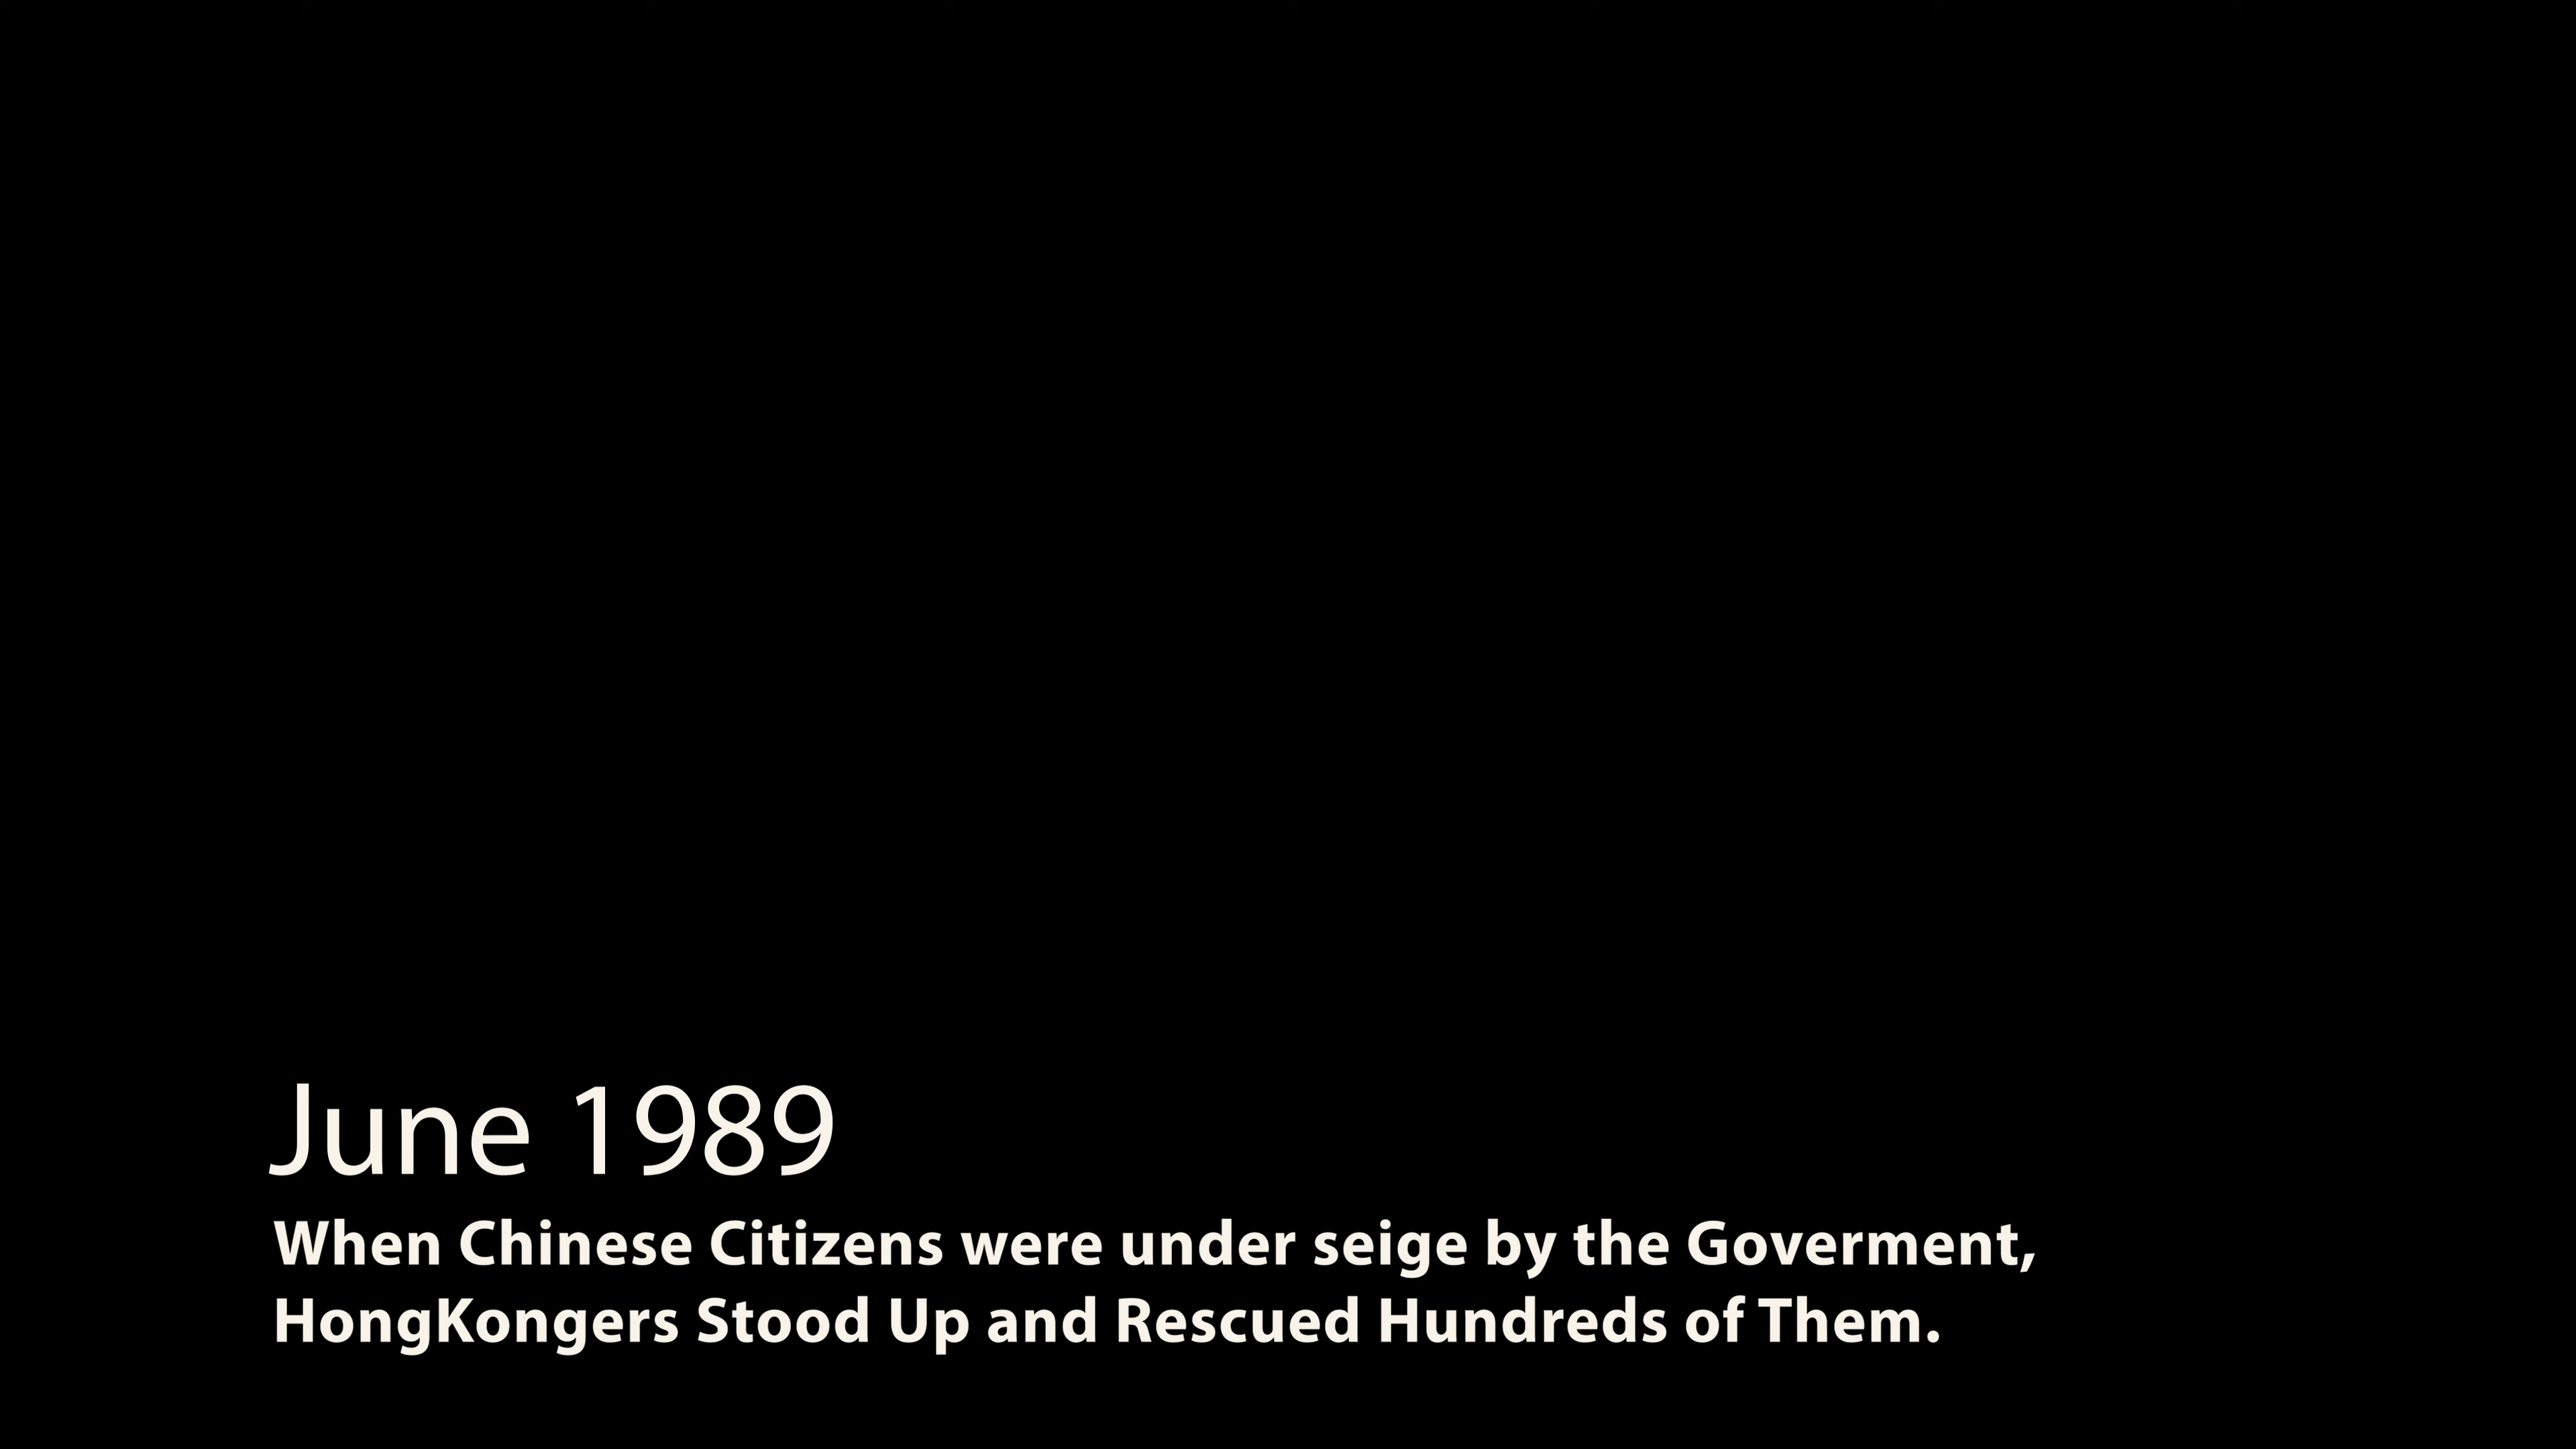 June 1989
When Chinese Citizens were under seige by the Goverment,
HongKongers Stood Up and Rescued Hundreds of Them.